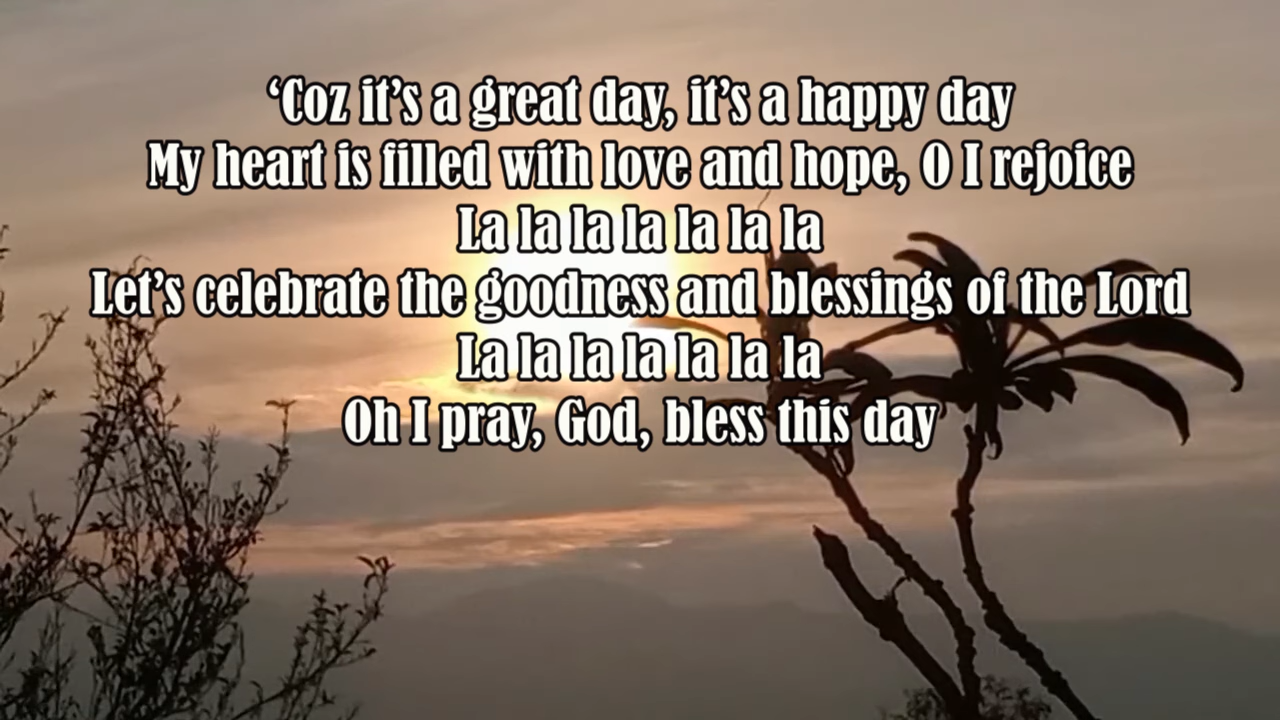 ‘Coz it’s a great day, it’s a happy day
My heart is filled with love and hope, O I rejoice
La la la la la la la
Let’s celebrate the goodness and blessings of the Lord
La la la la la la la
Oh I pray, God, bless this day